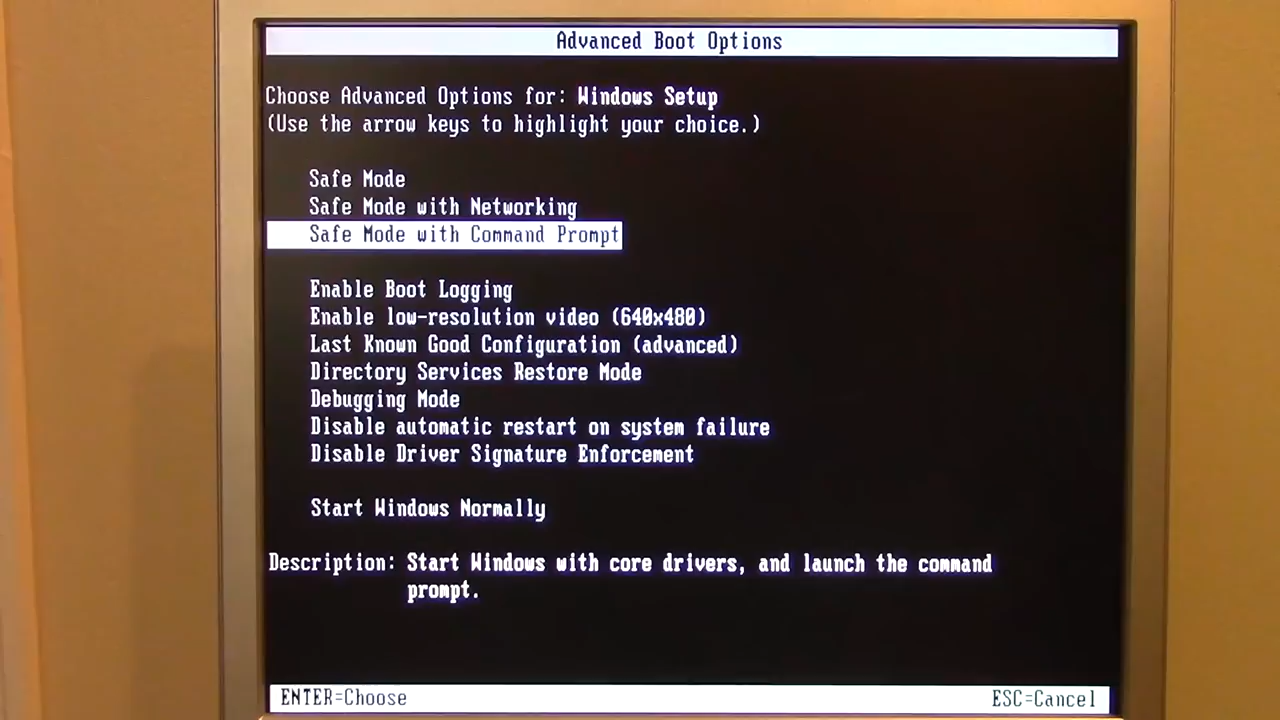 Advanced Boot Options
Choose Advanced Options for: Windows Setup
(Use the arrow keys to highlight your choice.)
Safe Mode
Safe Mode with Networking
Safe Mode with Command Prompt
Enable Boot Logging
Enable low-resolution video (640x480)
Last Known Good Configuration (advanced)
Directory Services Restore Mode
Debugging Mode
Disable automatic restart on system failure
Disable Driver Signature Enforcement
Start Windows Normally
Description: Start Windows with core drivers, and launch the command
prompt.
ENTER=Choose ESC=Cancel